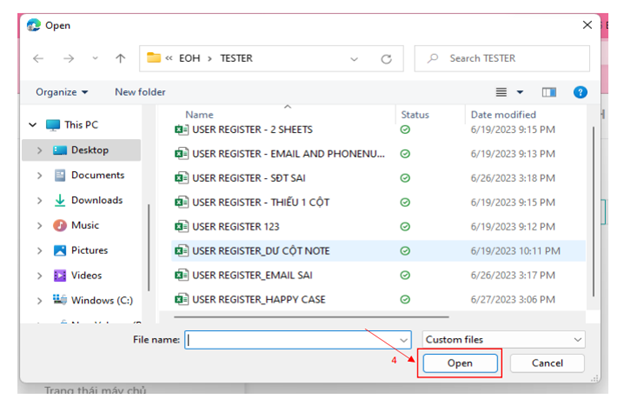 Open
« EOH > TESTER
Search TESTER
Organize
New folder
?
Name Status Date modified
This PC
Desktop
Documents
Downloads
Music
Pictures
Videos
Windows (C:)
USER REGISTER - 2 SHEETS 6/19/2023 9:15 PM
USER REGISTER - EMAIL AND PHONENU... 6/19/2023 9:13 PM
USER REGISTER - SĐT SAI 6/26/2023 3:18 PM
USER REGISTER - THIẾU 1 CỘT 6/19/2023 9:15 PM
USER REGISTER 123 6/19/2023 9:12 PM
USER REGISTER_DƯ CỘT NOTE 6/19/2023 10:11 PM
USER REGISTER_EMAIL SAI 6/26/2023 3:17 PM
USER REGISTER_HAPPY CASE 6/27/2023 3:06 PM
File name:
Custom files
4
Open
Cancel
Trang thái máy chủ